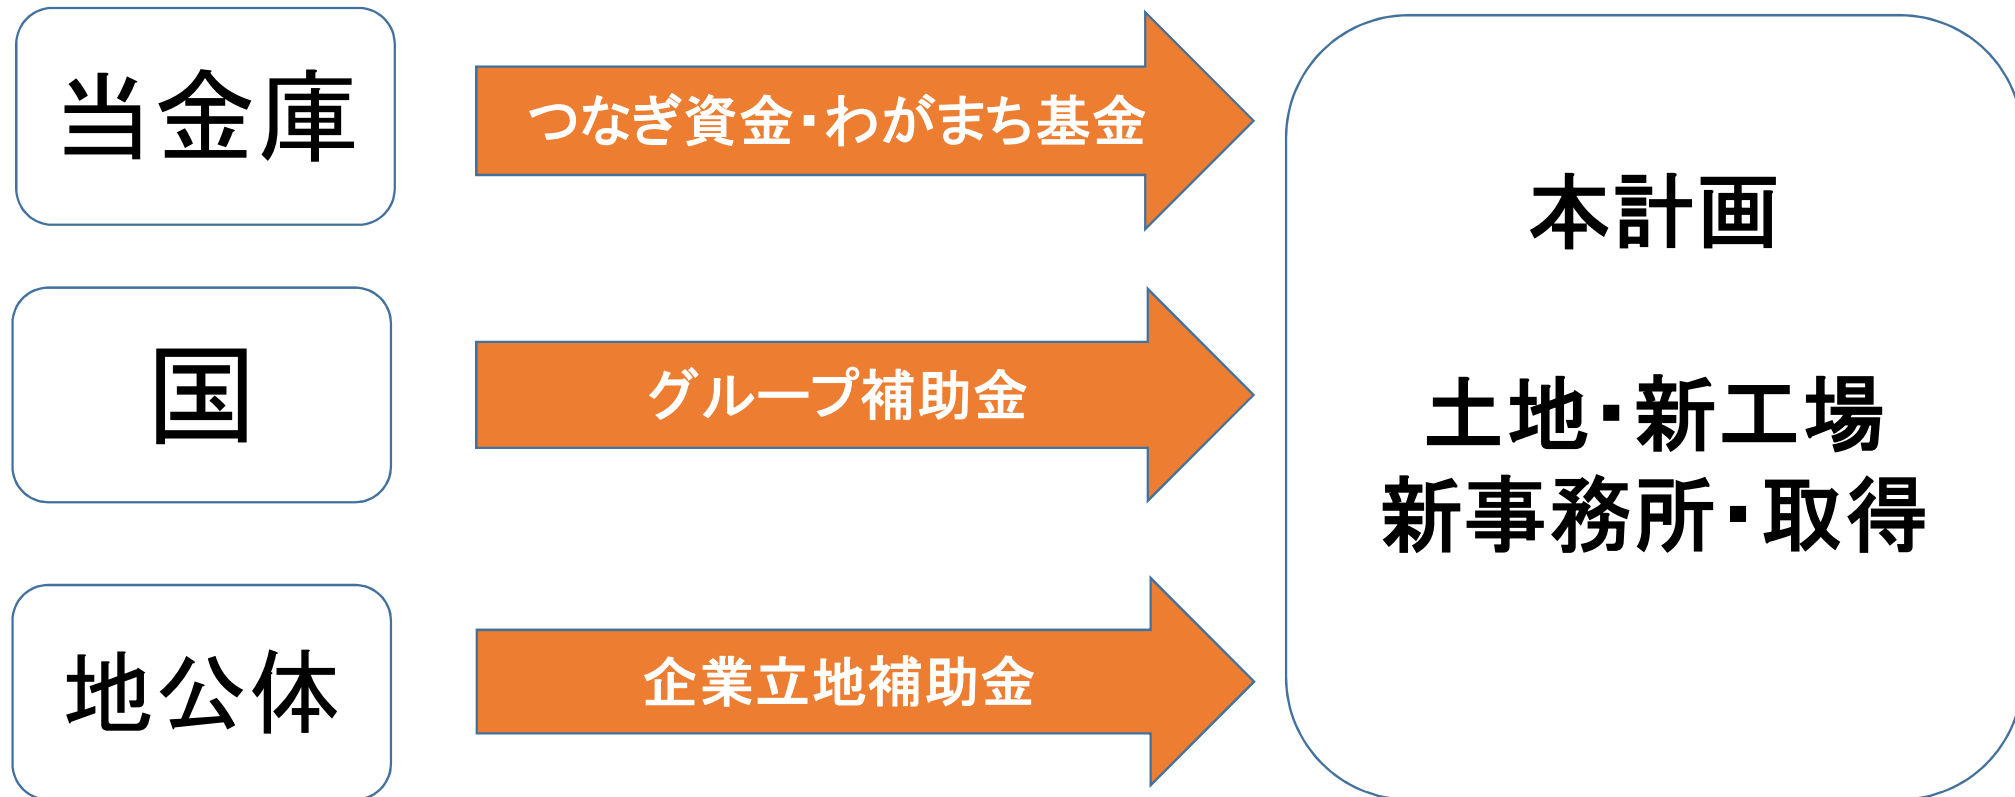 当金庫
つなぎ資金・わがまち基金
国
グループ補助金
地公体
企業立地補助金
本計画
土地・新工場
新事務所・取得